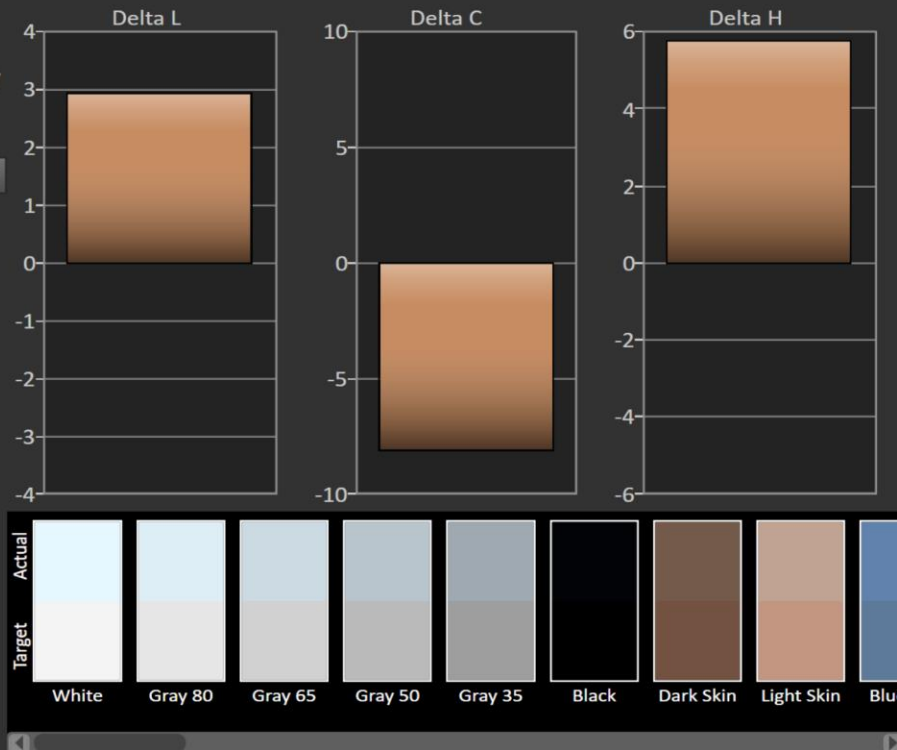 Delta L
Delta C
Delta H
4
3
2
1
0
-1
-2
-3
-4
10
5
0
-5
-10
6
4
2
0
-2
-4
-6
Actual
Target
White
Gray 80
Gray 65
Gray 50
Gray 35
Black
Dark Skin
Light Skin
Blu